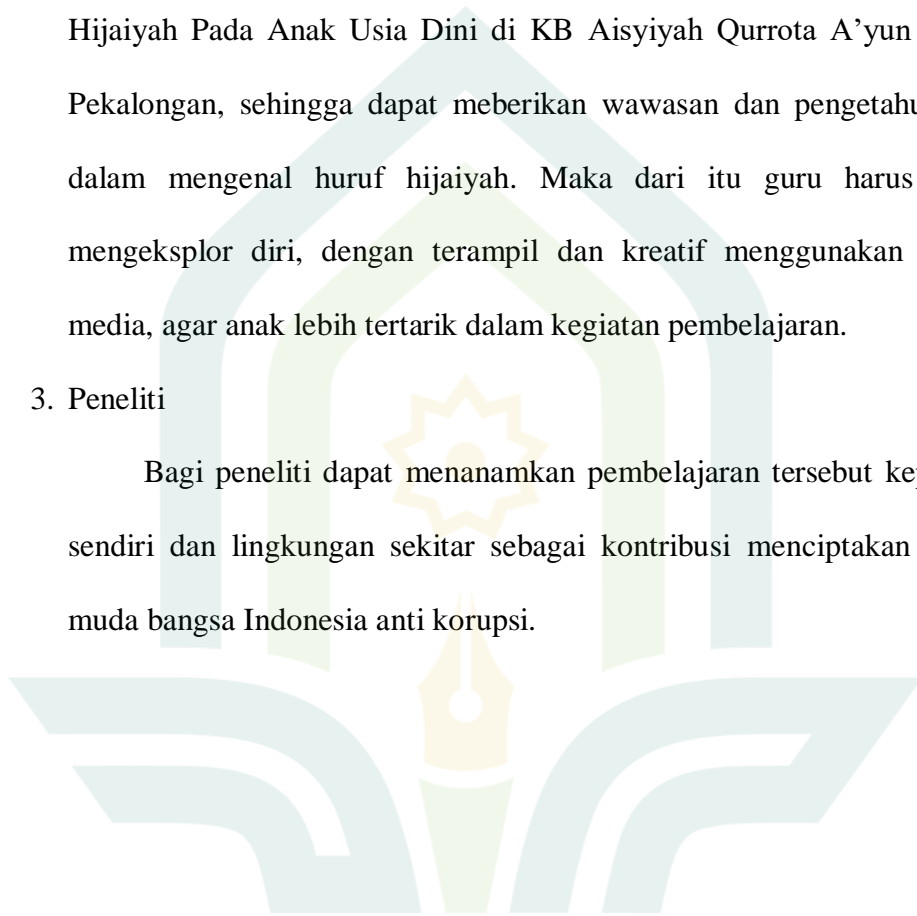 Hijaiyah Pada Anak Usia Dini di KB Aisyiyah Qurrota A’yun
Pekalongan, sehingga dapat meberikan wawasan dan
dalam mengenal huruf hijaiyah. Maka dari itu guru harus
mengeksplor diri, dengan terampil dan kreatif menggunakan
media, agar anak lebih tertarik dalam kegiatan pembelajaran.
3. Peneliti
Bagi peneliti dapat menanamkan pembelajaran tersebut
sendiri dan lingkungan sekitar sebagai kontribusi menciptakan
muda bangsa Indonesia anti korupsi.